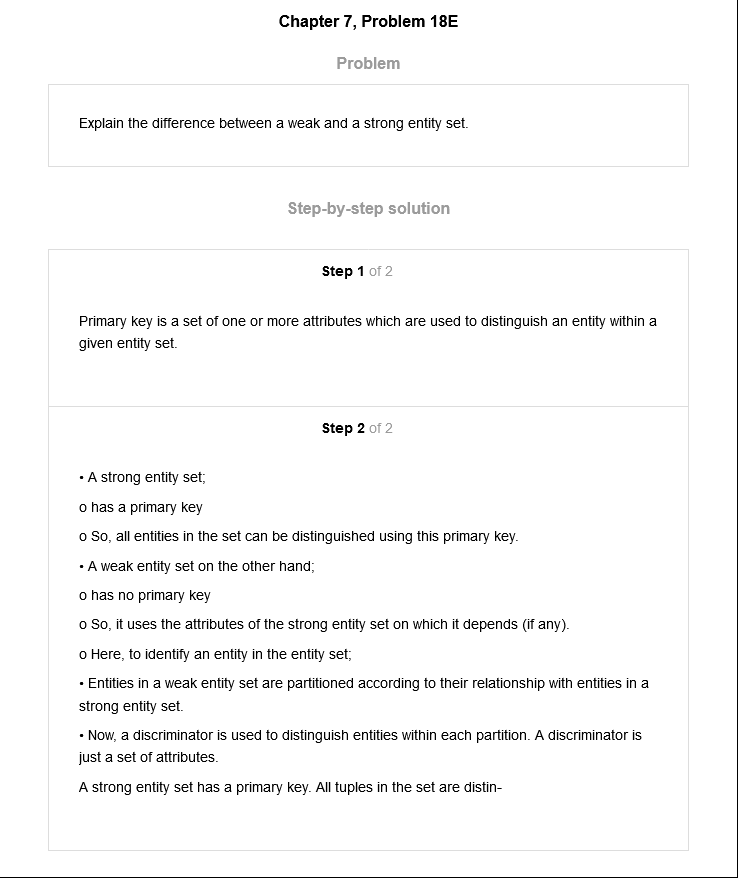 Chapter 7, Problem 18E
Problem
Explain the difference between a weak and a strong entity set.
Step-by-step solution
Step 1 of 2
Primary key is a set of one or more attributes which are used to distinguish an entity within a
given entity set.
Step 2 of 2
• A strong entity set;
o has a primary key
o So, all entities in the set can be distinguished using this primary key.
• A weak entity set on the other hand;
o has no primary key
o So, it uses the attributes of the strong entity set on which it depends (if any).
o Here, to identify an entity in the entity set;
• Entities in a weak entity set are partitioned according to their relationship with entities in a
strong entity set.
• Now, a discriminator is used to distinguish entities within each partition. A discriminator is
just a set of attributes.
A strong entity set has a primary key. All tuples in the set are distin-